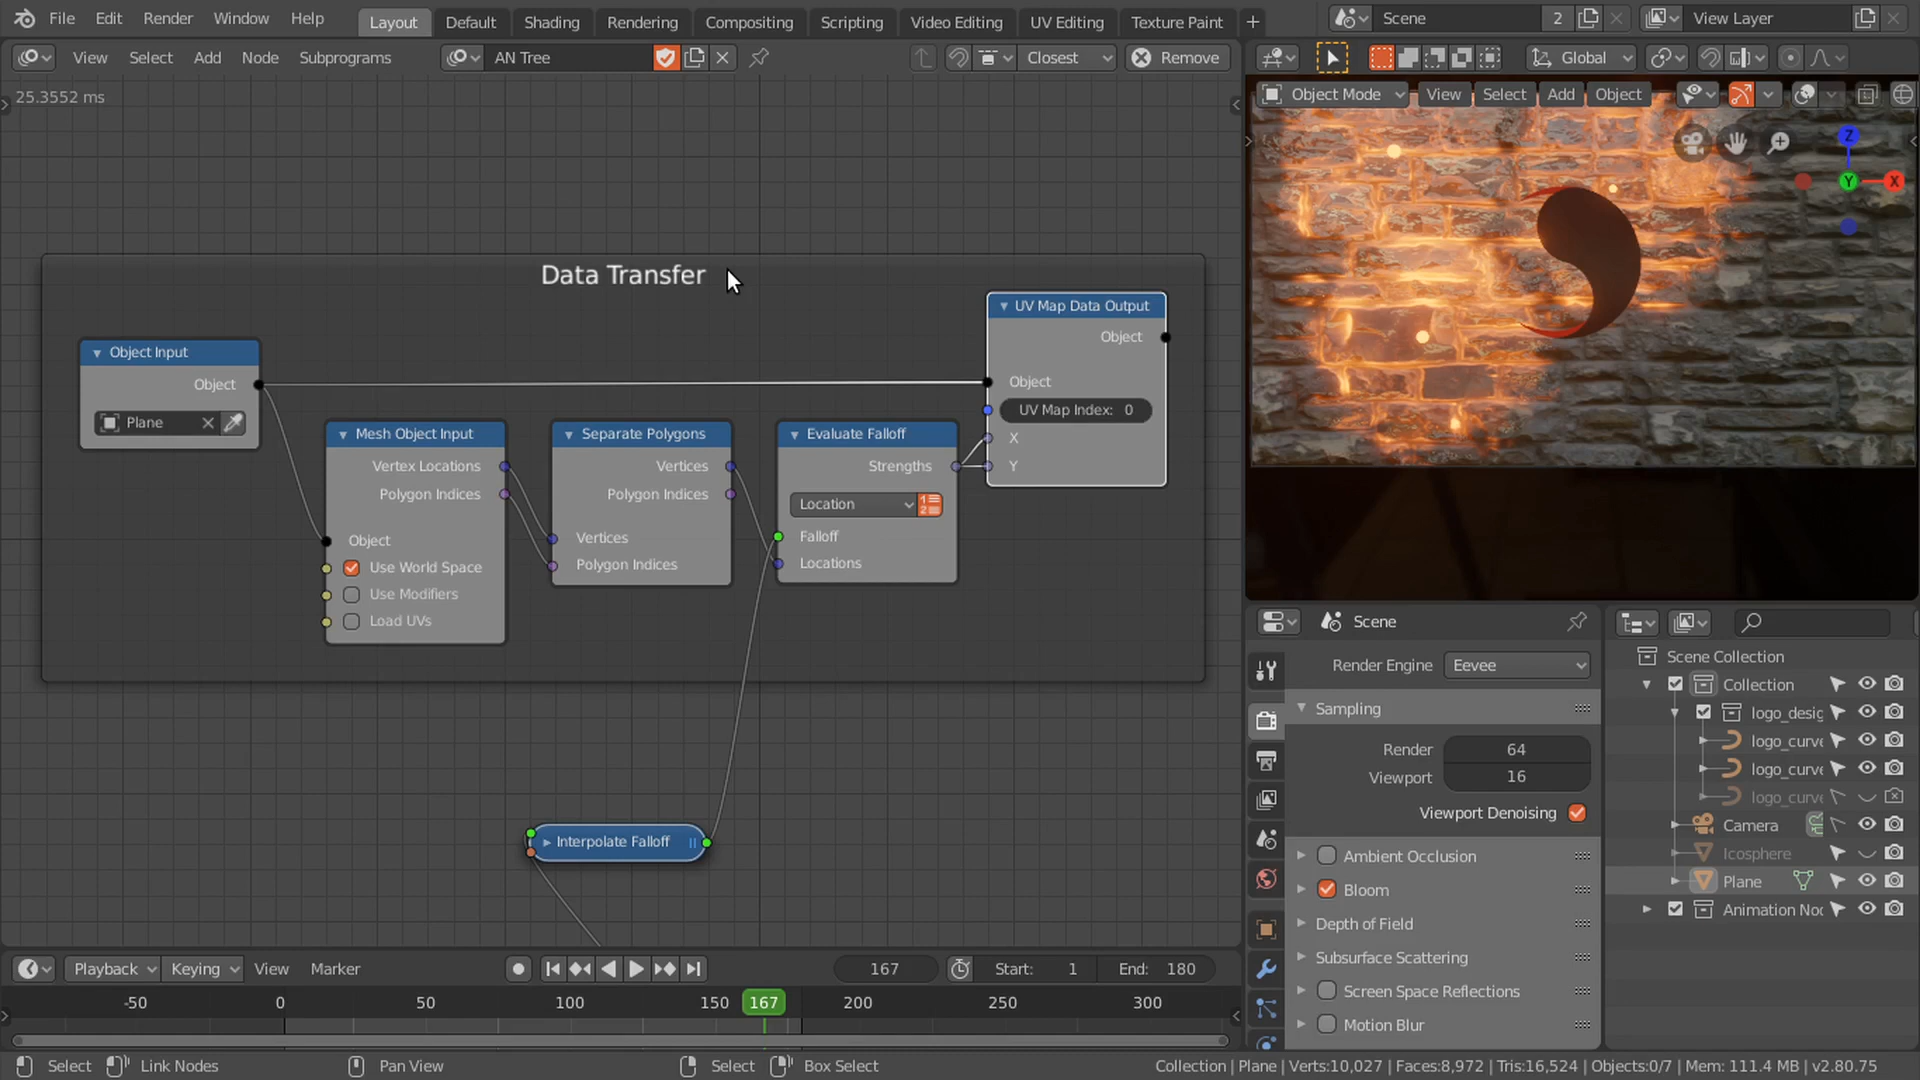 File Edit Render Window Help Layout Default Shading Rendering Compositing Scripting Video Editing UV Editing Texture Paint + Scene 2 View Layer
View Select Add Node Subprograms AN Tree Closest Remove Global
25.3552 ms
Object Mode View Select Add Object
Z
Y X
Data Transfer
UV Map Data Output
Object
Object
UV Map Index: 0
X
Y
Object Input
Object
Plane
Mesh Object Input
Vertex Locations
Polygon Indices
Object
Use World Space
Use Modifiers
Load UVs
Separate Polygons
Vertices
Polygon Indices
Vertices
Polygon Indices
Evaluate Falloff
Strengths
Location
1
2
Falloff
Locations
Interpolate Falloff
Scene
Render Engine Eevee
Sampling
Render 64
Viewport 16
Viewport Denoising
Ambient Occlusion
Bloom
Depth of Field
Subsurface Scattering
Screen Space Reflections
Motion Blur
Scene Collection
Collection
logo_desig
logo_curve
logo_curve
logo_curve
Camera
Icosphere
Plane
Animation Noc
Playback Keying View Marker 167 Start: 1 End: 180
-50 0 50 100 150 167 200 250 300
Select Link Nodes Pan View Select Box Select Collection | Plane | Verts:10,027 | Faces:8,972 | Tris:16,524 | Objects:0/7 | Mem: 111.4 MB | v2.80.75